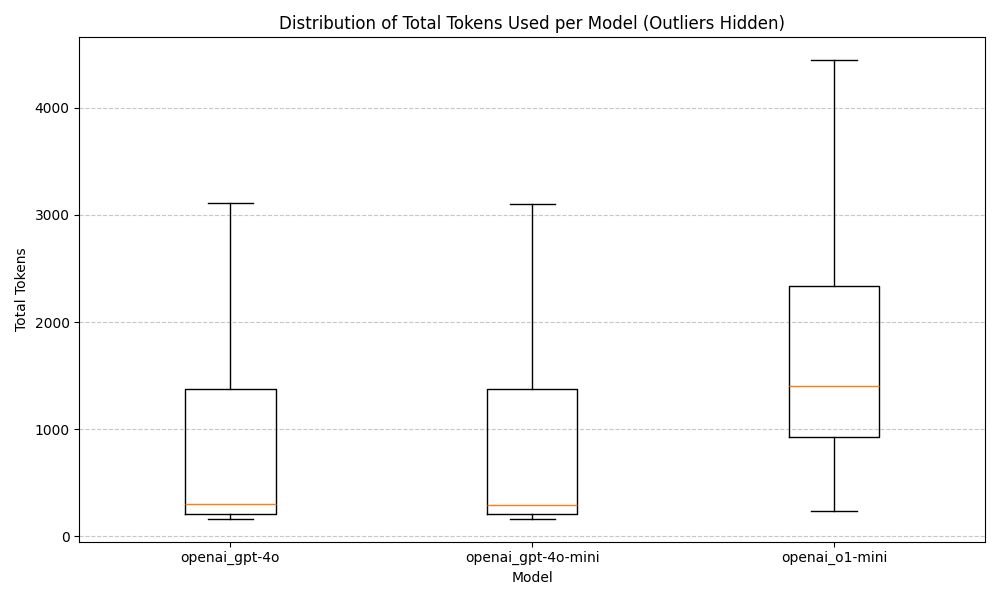 Distribution of Total Tokens Used per Model (Outliers Hidden)
Total Tokens
4000
3000
2000
1000
0
openai_gpt-4o
openai_gpt-4o-mini
openai_o1-mini
Model